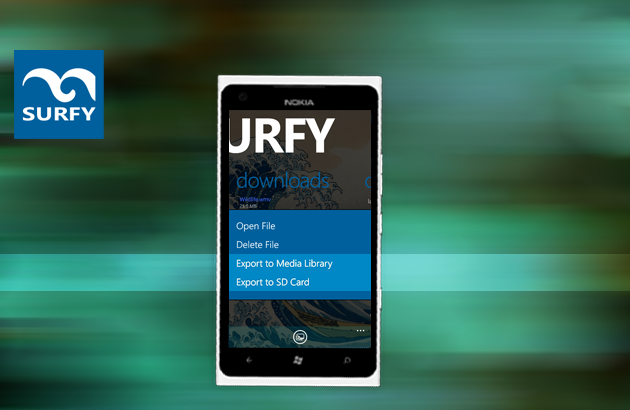 SURFY
NOKIA
URFY
downloads
Open File
Delete File
Export to Media Library
Export to SD Card